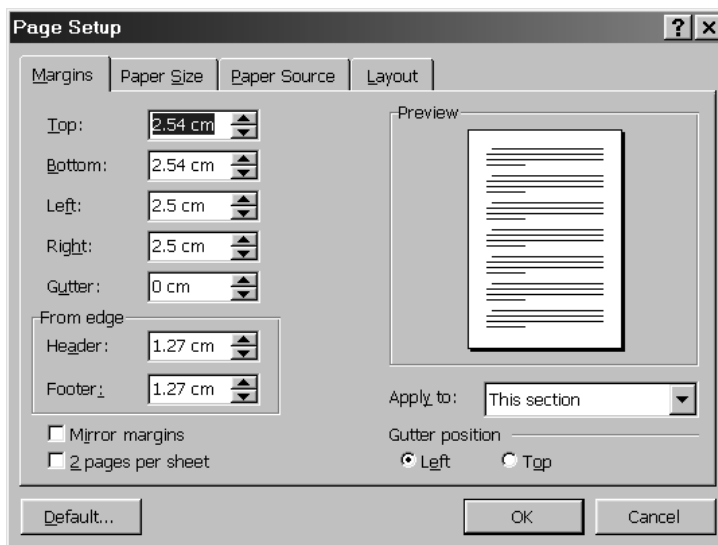 Page Setup
Margins Paper Size Paper Source Layout
Top: 2.54 cm
Bottom: 2.54 cm
Left: 2.5 cm
Right: 2.5 cm
Gutter: 0 cm
From edge
Header: 1.27 cm
Footer: 1.27 cm
Mirror margins
2 pages per sheet
Preview
Apply to: This section
Gutter position
Left Top
Default... OK Cancel